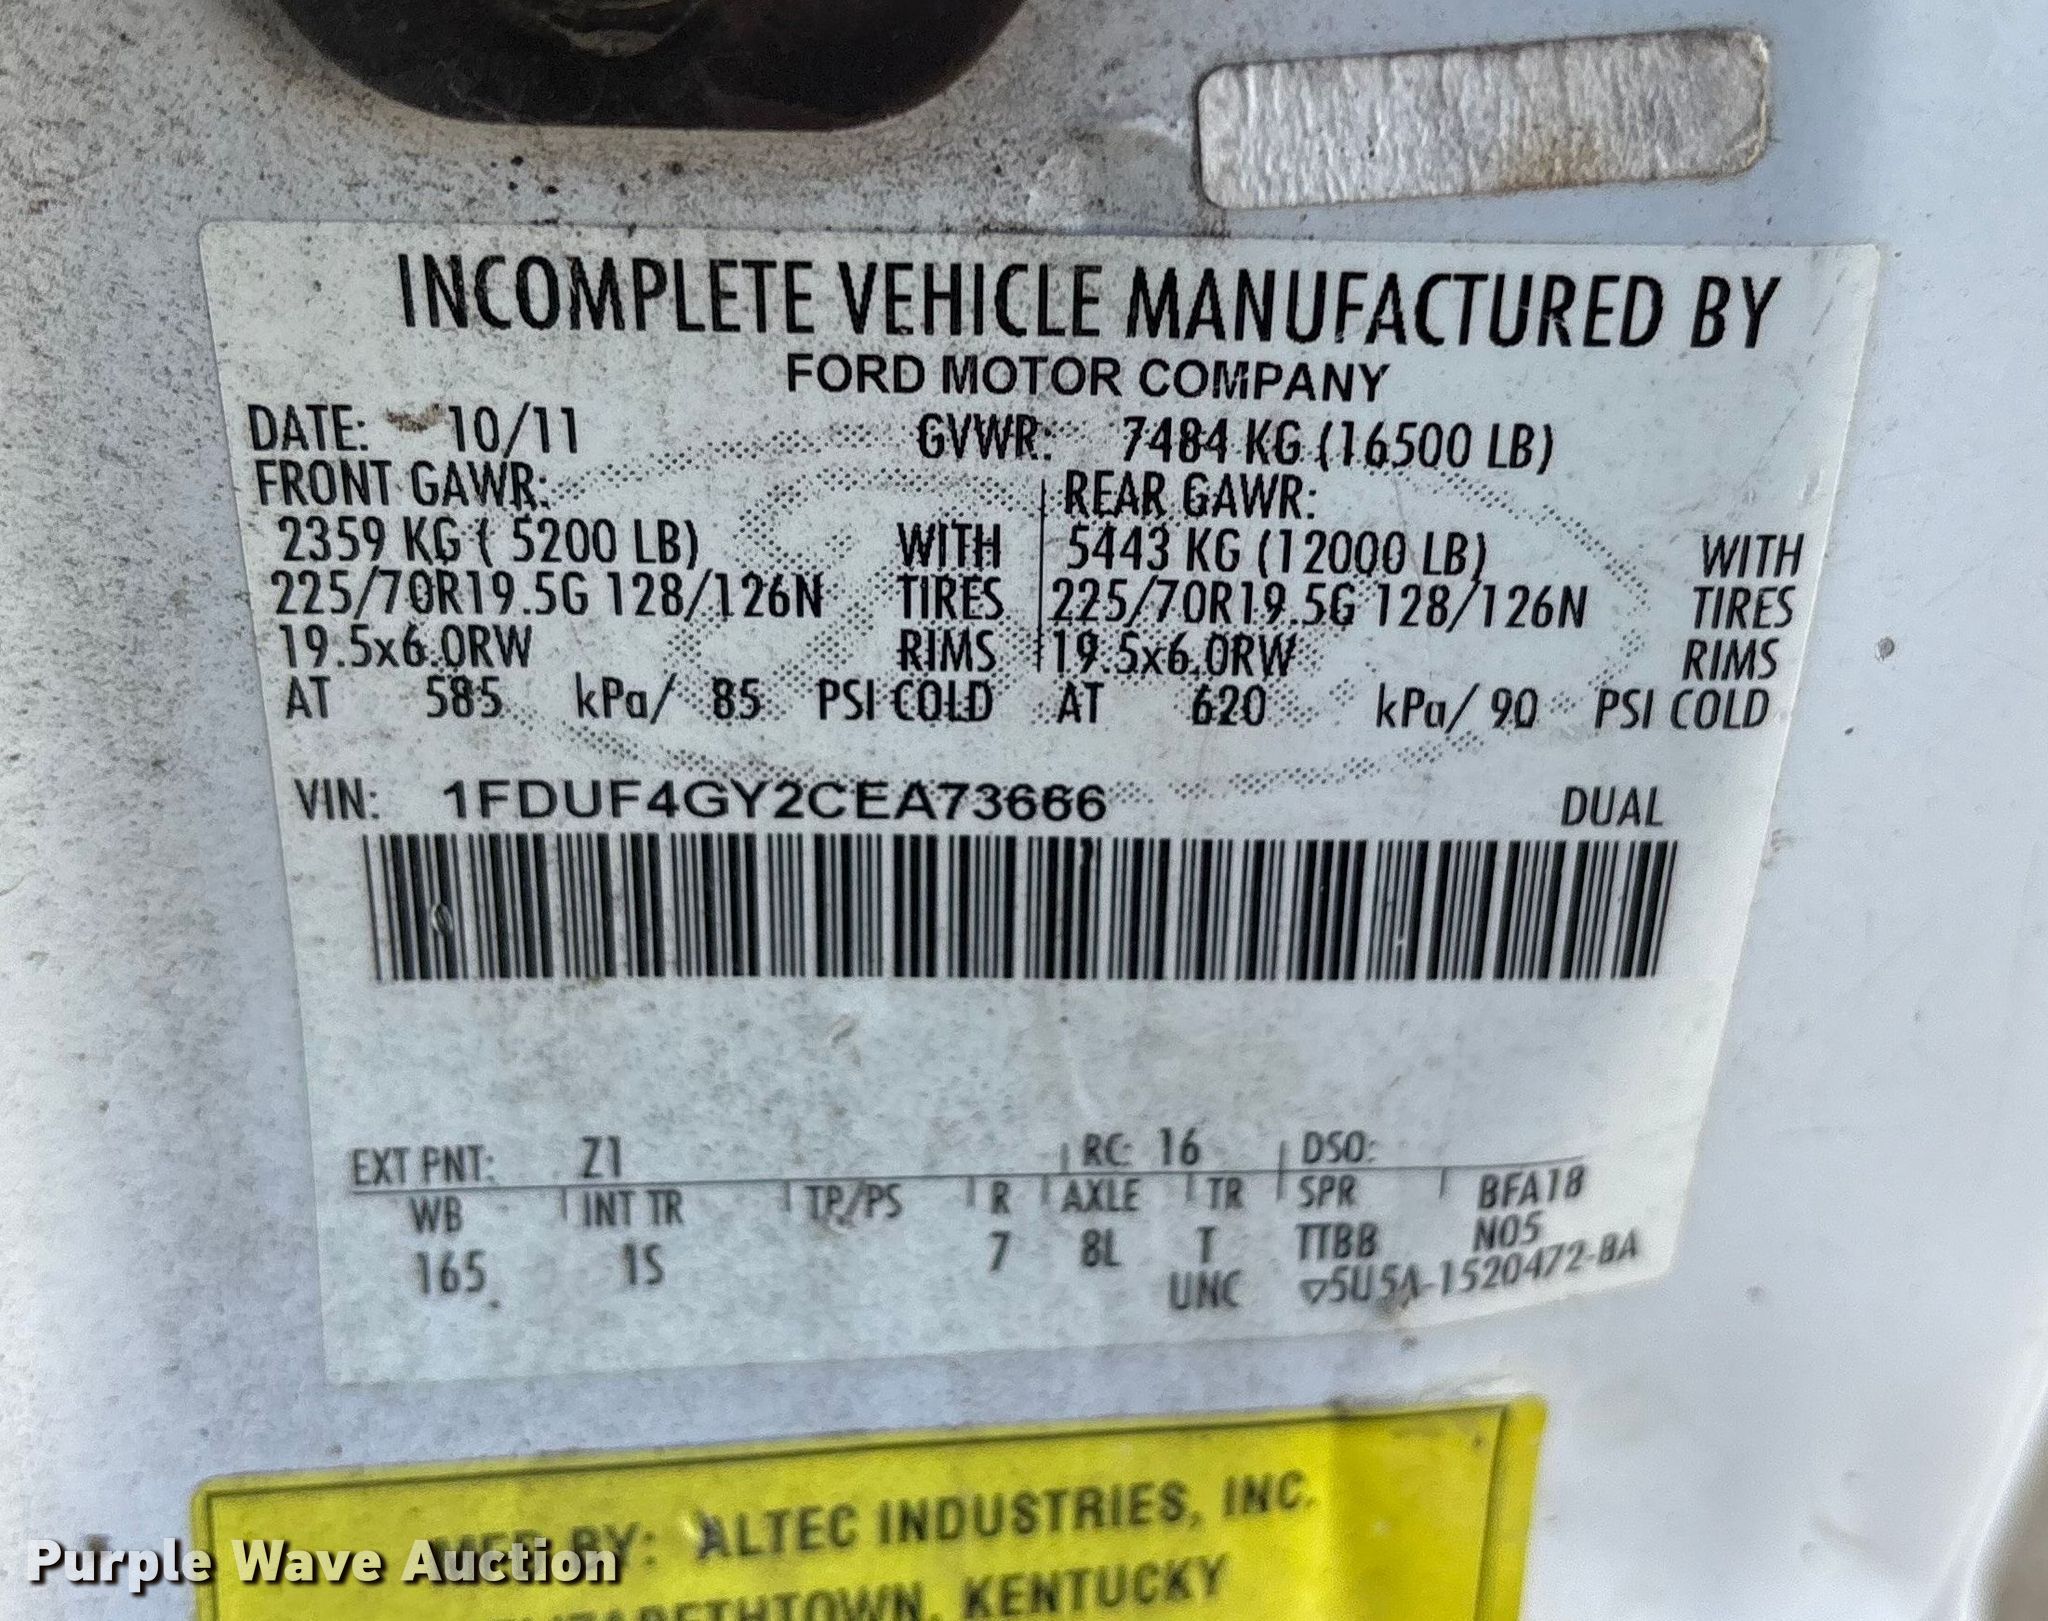 INCOMPLETE VEHICLE MANUFACTURED BY
FORD MOTOR COMPANY
DATE: 10/11 GVWR: 7484 KG (16500 LB)
FRONT GAWR: REAR GAWR:
2359 KG ( 5200 LB) WITH 5443 KG (12000 LB) WITH
225/70R19.5G 128/126N TIRES 225/70R19.5G 128/126N TIRES
19.5x6.0RW RIMS 19.5x6.0RW RIMS
AT 585 kPa/ 85 PSI COLD AT 620 kPa/ 90 PSI COLD
VIN: 1FDUF4GY2CEA73666 DUAL
EXT PNT: Z1 RC: 16 DSO:
WB INT TR TP/PS R AXLE TR SPR BFA18
165 1S 7 8L T TTBB N05
UNC ▽5U5A-1520472-BA
MFD BY: ALTEC INDUSTRIES, INC.
ELIZABETHTOWN, KENTUCKY
Purple Wave Auction